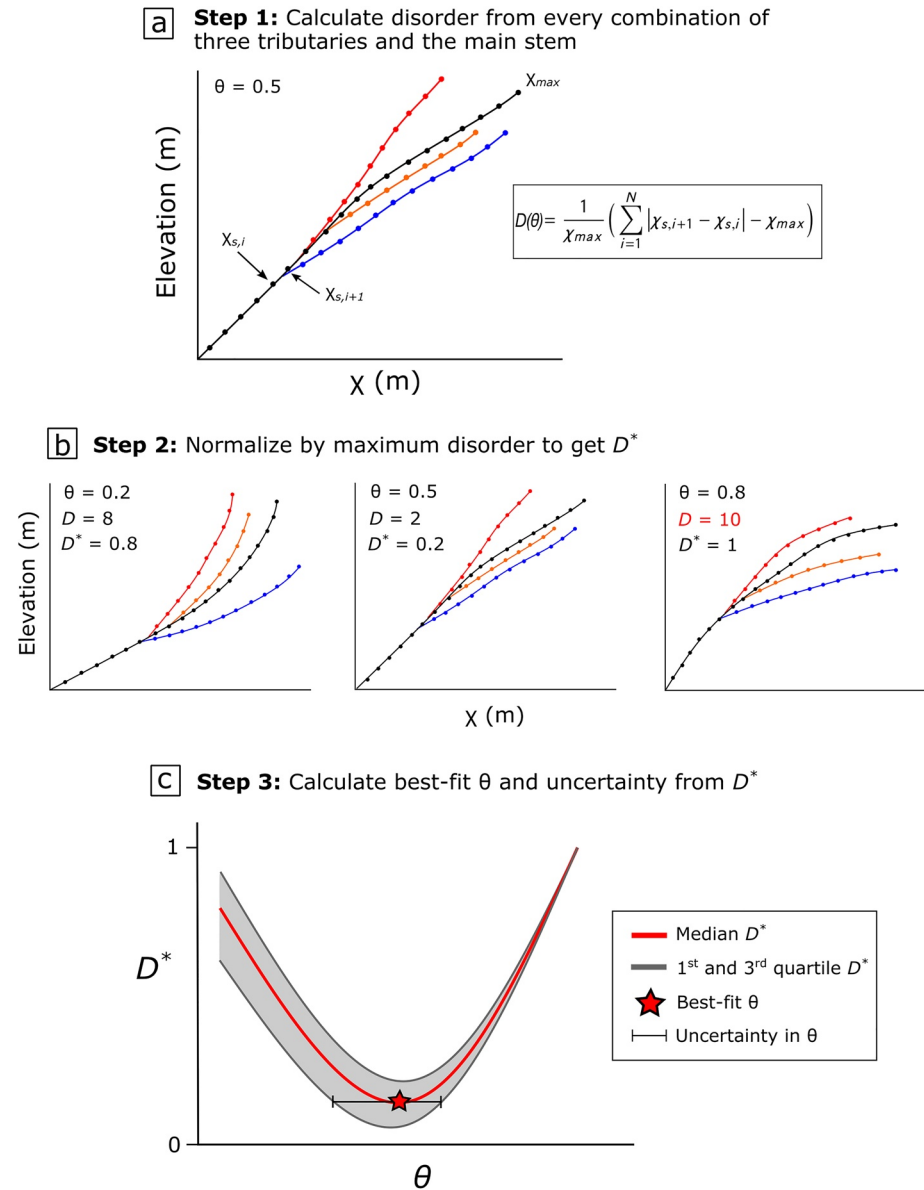 a
Step 1: Calculate disorder from every combination of
three tributaries and the main stem
θ = 0.5
χmax
Elevation (m)
D(θ)= 1/χmax ( N ∑ i=1 |χs,i+1 − χs,i| − χmax )
χs,i
χs,i+1
χ (m)
b
Step 2: Normalize by maximum disorder to get D*
θ = 0.2
D = 8
D* = 0.8
θ = 0.5
D = 2
D* = 0.2
θ = 0.8
D = 10
D* = 1
Elevation (m)
χ (m)
c
Step 3: Calculate best-fit θ and uncertainty from D*
1
D*
0
θ
Median D*
1st and 3rd quartile D*
Best-fit θ
Uncertainty in θ